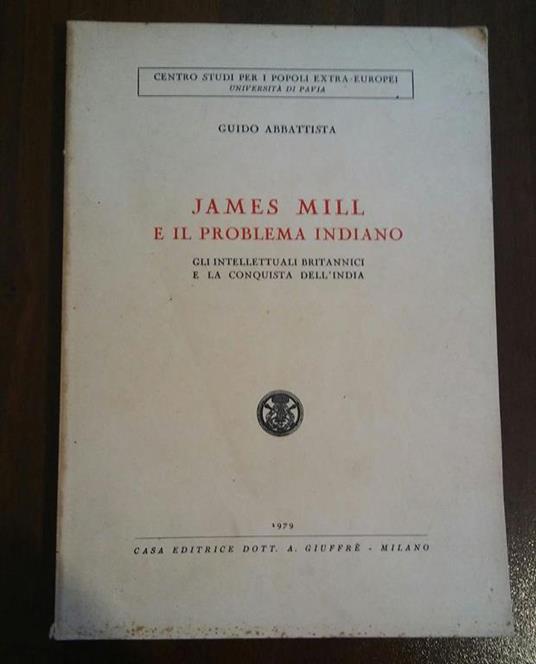 CENTRO STUDI PER I POPOLI EXTRA-EUROPEI
UNIVERSITÀ DI PAVIA
GUIDO ABBATTISTA
JAMES MILL
E IL PROBLEMA INDIANO
GLI INTELLETTUALI BRITANNICI
E LA CONQUISTA DELL'INDIA
1979
CASA EDITRICE DOTT. A. GIUFFRÈ - MILANO